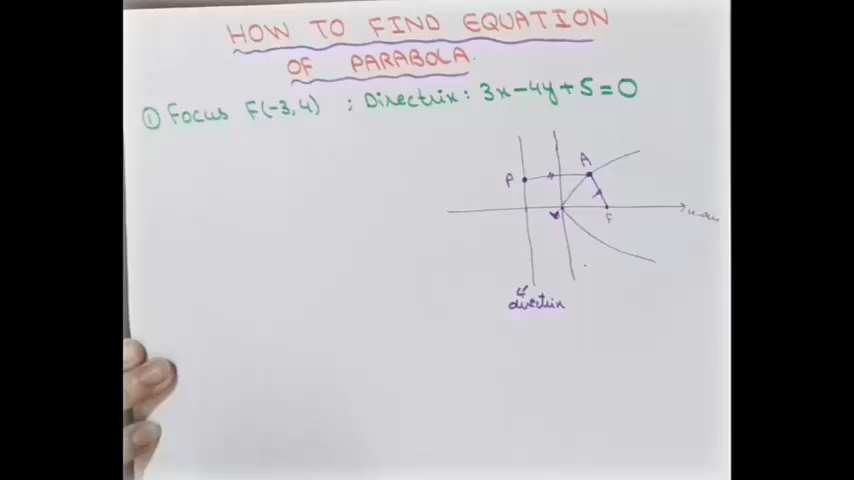 HOW TO FIND EQUATION
OF PARABOLA.
① Focus F(-3,4) ; Directrix: 3x-4y+5=0
A
P
F
directrix